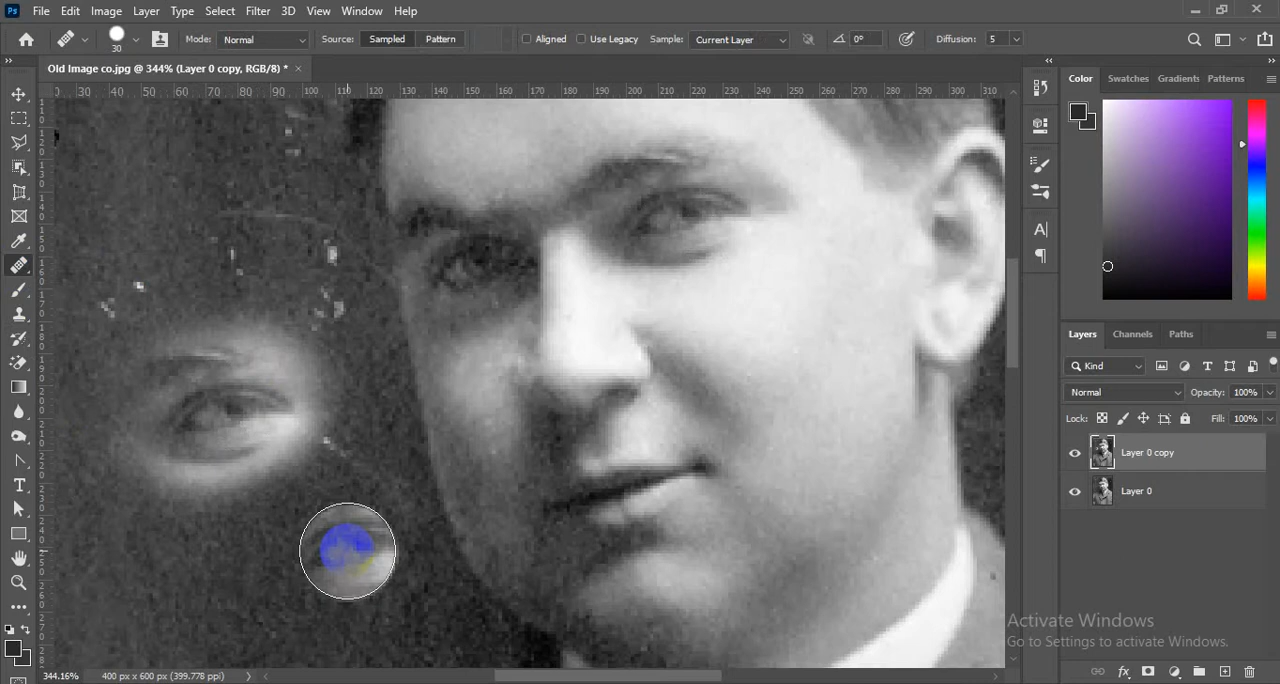 Ps File Edit Image Layer Type Select Filter 3D View Window Help
30 Mode: Normal Source: Sampled Pattern Aligned Use Legacy Sample: Current Layer 0° Diffusion: 5
Old Image co.jpg @ 344% (Layer 0 copy, RGB/8) *
30 40 50 60 70 80 90 100 110 120 130 140 150 160 170 180 190 200 210 220 230 240 250 260 270 280 290 300 310
Color Swatches Gradients Patterns
Layers Channels Paths
Kind
Normal Opacity: 100%
Lock: Fill: 100%
Layer 0 copy
Layer 0
Activate Windows
Go to Settings to activate Windows.
344.16% 400 px x 600 px (399.778 ppi)